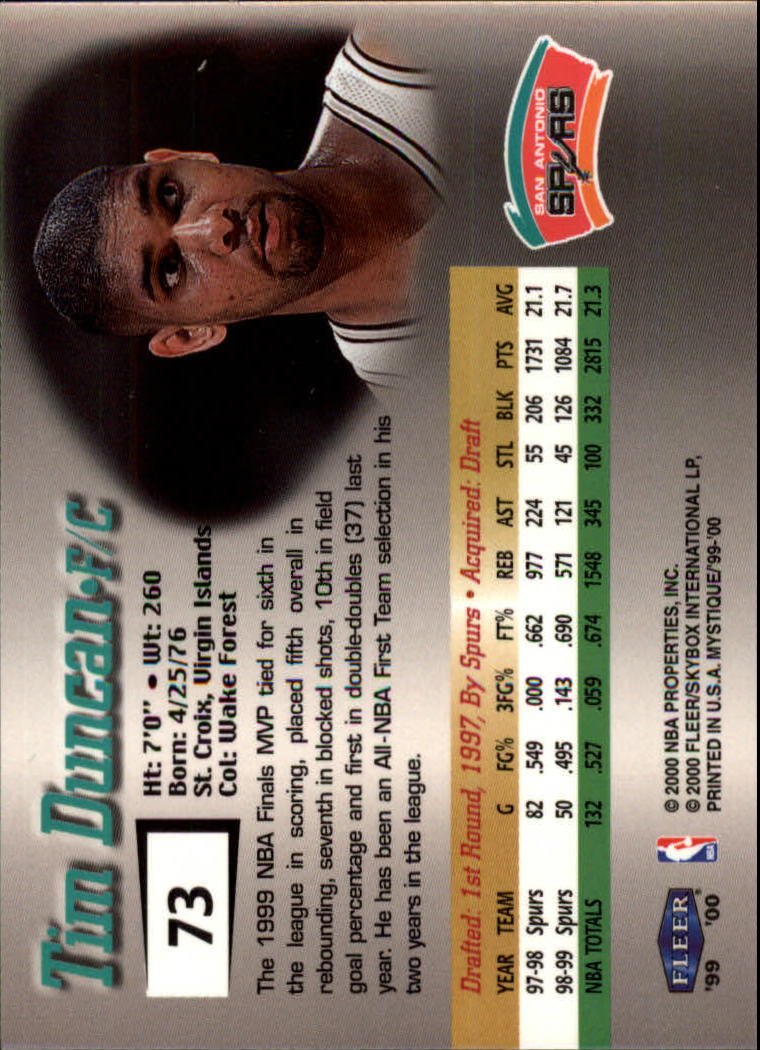 Tim Duncan•F/C
73
Ht: 7'0" • Wt: 260
Born: 4/25/76
St. Croix, Virgin Islands
Col: Wake Forest
The 1999 NBA Finals MVP tied for sixth in
the league in scoring, placed fifth overall in
rebounding, seventh in blocked shots, 10th in field
goal percentage and first in double-doubles (37) last
year. He has been an All-NBA First Team selection in his
two years in the league.
Drafted: 1st Round, 1997, By Spurs • Acquired: Draft
YEAR TEAM G FG% 3FG% FT% REB AST STL BLK PTS AVG
97-98 Spurs 82 .549 .000 .662 977 224 55 206 1731 21.1
98-99 Spurs 50 .495 .143 .690 571 121 45 126 1084 21.7
NBA TOTALS 132 .527 .059 .674 1548 345 100 332 2815 21.3
SAN ANTONIO
SPURS
FLEER®
'99 '00
NBA
© 2000 NBA PROPERTIES, INC.
© 2000 FLEER/SKYBOX INTERNATIONAL LP,
PRINTED IN U.S.A. MYSTIQUE/'99-'00